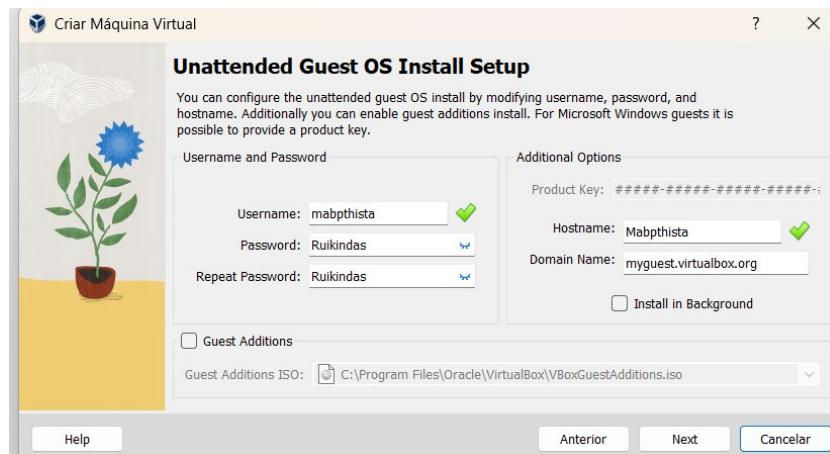 Criar Máquina Virtual ? ✕
Unattended Guest OS Install Setup
You can configure the unattended guest OS install by modifying username, password, and
hostname. Additionally you can enable guest additions install. For Microsoft Windows guests it is
possible to provide a product key.
Username and Password
Username: mabpthista
Password: Ruikindas
Repeat Password: Ruikindas
Additional Options
Product Key: #####-#####-#####-#####-
Hostname: Mabpthista
Domain Name: myguest.virtualbox.org
Install in Background
Guest Additions
Guest Additions ISO: C:\Program Files\Oracle\VirtualBox\VBoxGuestAdditions.iso
Help Anterior Next Cancelar